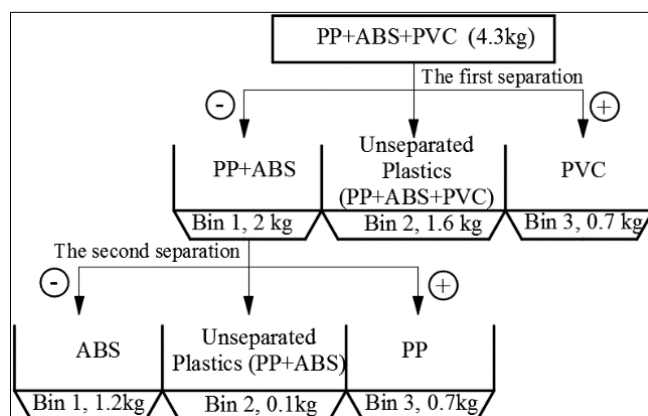 PP+ABS+PVC (4.3kg)
The first separation
-
+
PP+ABS
Unseparated
Plastics
(PP+ABS+PVC)
PVC
Bin 1, 2 kg
Bin 2, 1.6 kg
Bin 3, 0.7 kg
The second separation
-
+
ABS
Unseparated
Plastics (PP+ABS)
PP
Bin 1, 1.2kg
Bin 2, 0.1kg
Bin 3, 0.7kg